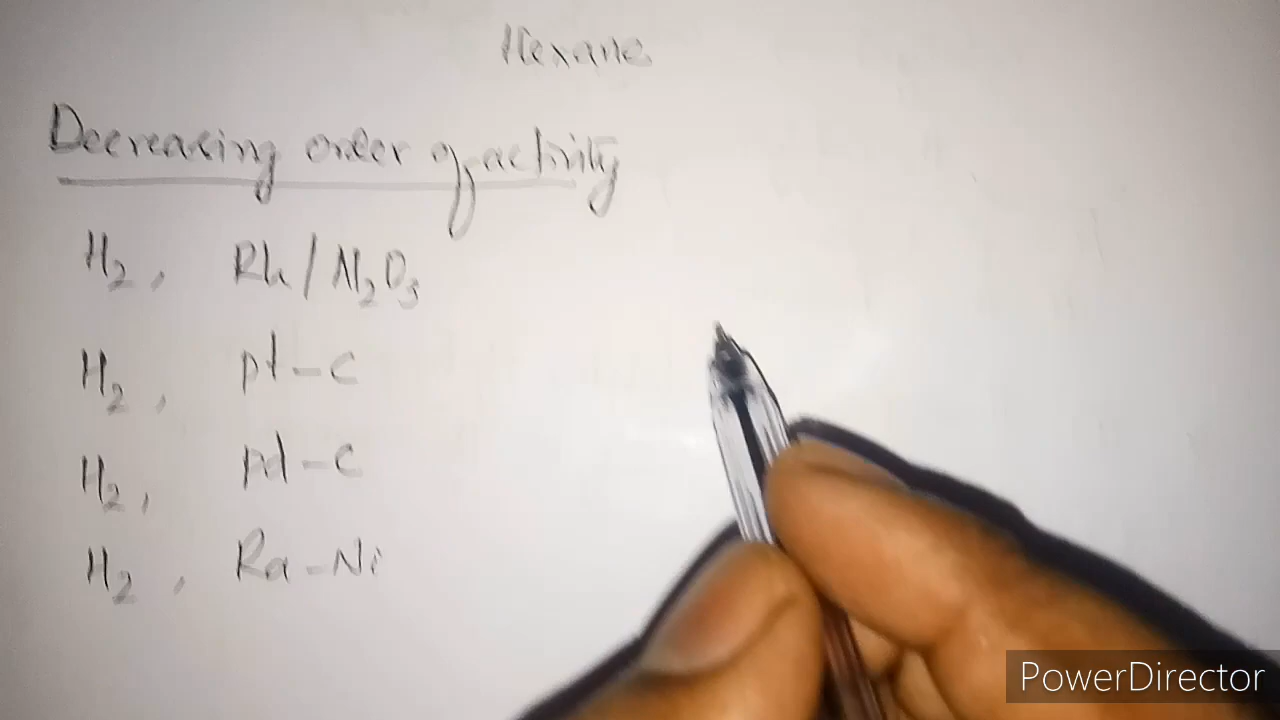 Hexane
Decreasing order of activity
H2, Rh/Al2O3
H2, pt-c
H2, pd-c
H2, Ra-Ni
PowerDirector